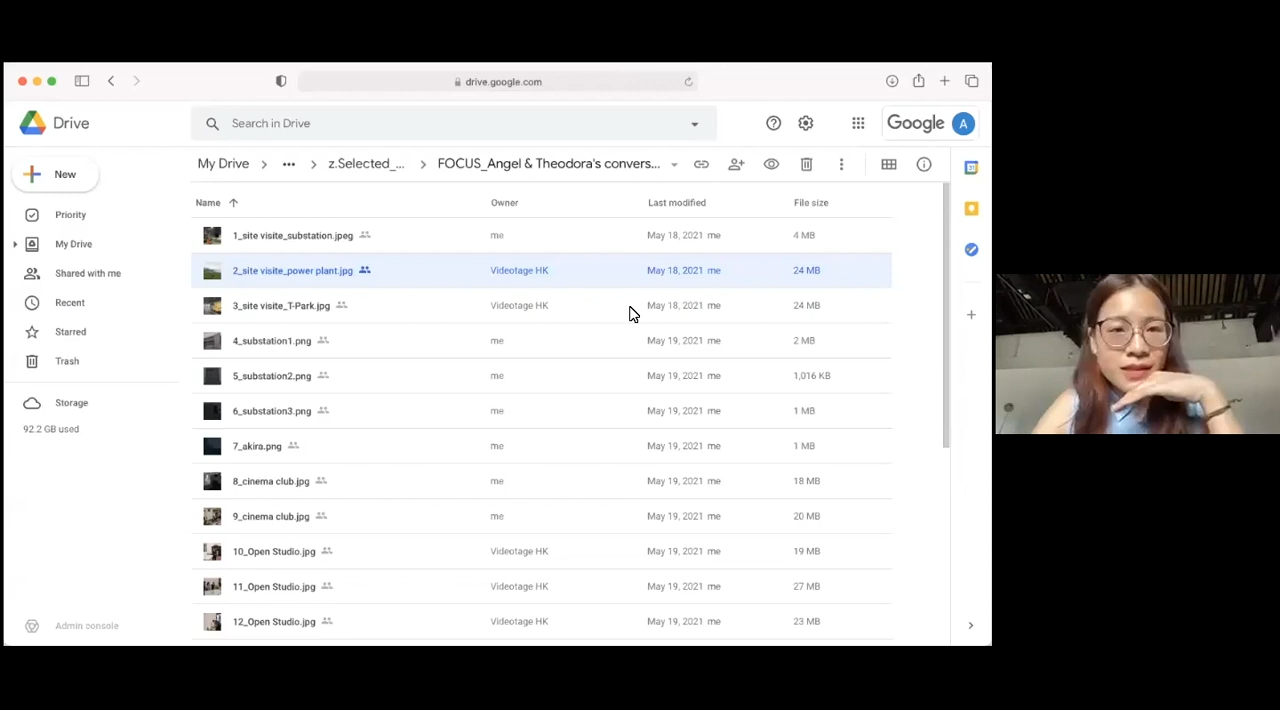 drive.google.com
Drive
Search in Drive
Google A
New
My Drive ... z.Selected_... FOCUS_Angel & Theodora's convers...
Priority
My Drive
Shared with me
Recent
Starred
Trash
Storage
92.2 GB used
Admin console
Name Owner Last modified File size
1_site visite_substation.jpeg me May 18, 2021 me 4 MB
2_site visite_power plant.jpg Videotage HK May 18, 2021 me 24 MB
3_site visite_T-Park.jpg Videotage HK May 18, 2021 me 24 MB
4_substation1.png me May 19, 2021 me 2 MB
5_substation2.png me May 19, 2021 me 1,016 KB
6_substation3.png me May 19, 2021 me 1 MB
7_akira.png me May 19, 2021 me 1 MB
8_cinema club.jpg me May 19, 2021 me 18 MB
9_cinema club.jpg me May 19, 2021 me 20 MB
10_Open Studio.jpg Videotage HK May 19, 2021 me 19 MB
11_Open Studio.jpg Videotage HK May 19, 2021 me 27 MB
12_Open Studio.jpg Videotage HK May 19, 2021 me 23 MB
31